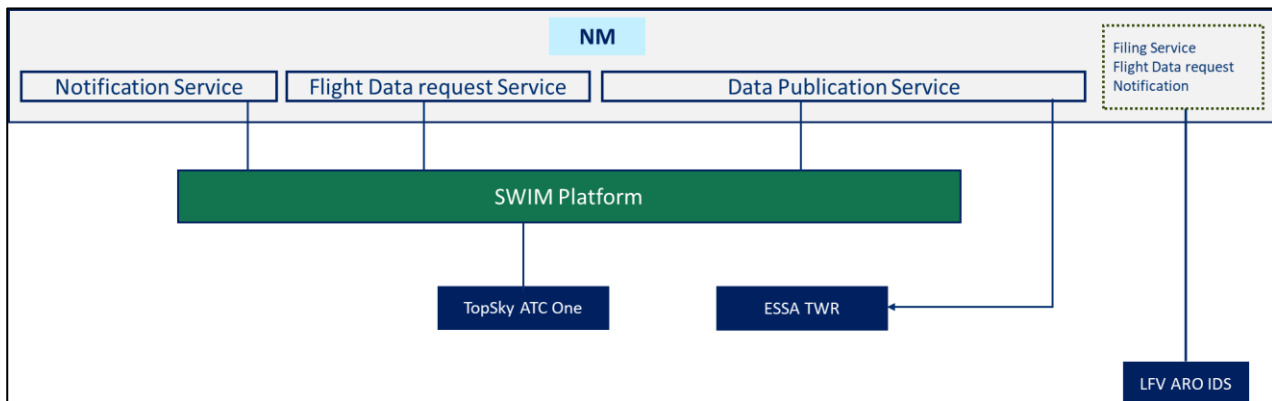 NM
Filing Service
Flight Data request
Notification
Notification Service
Flight Data request Service
Data Publication Service
SWIM Platform
TopSky ATC One
ESSA TWR
LFV ARO IDS